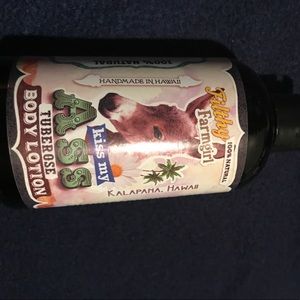 100% NATURAL
HANDMADE IN HAWAII
Filthy
Farmgirl
100% NATURAL
kiss my
ASS
TUBEROSE
BODY LOTION
KALAPANA, HAWAII